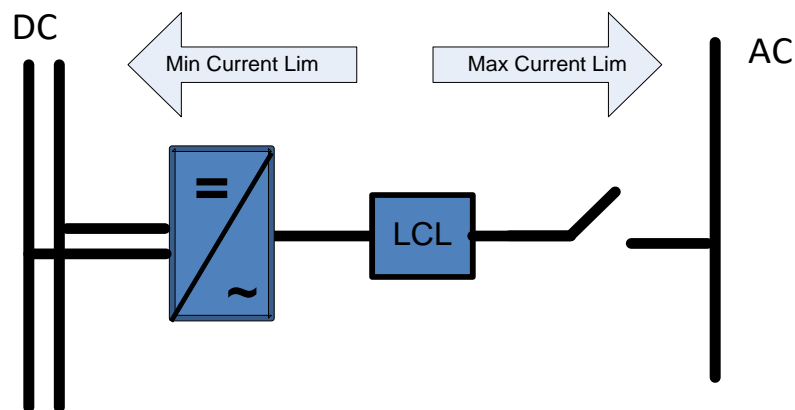 DC
Min Current Lim
Max Current Lim
AC
=
LCL
~